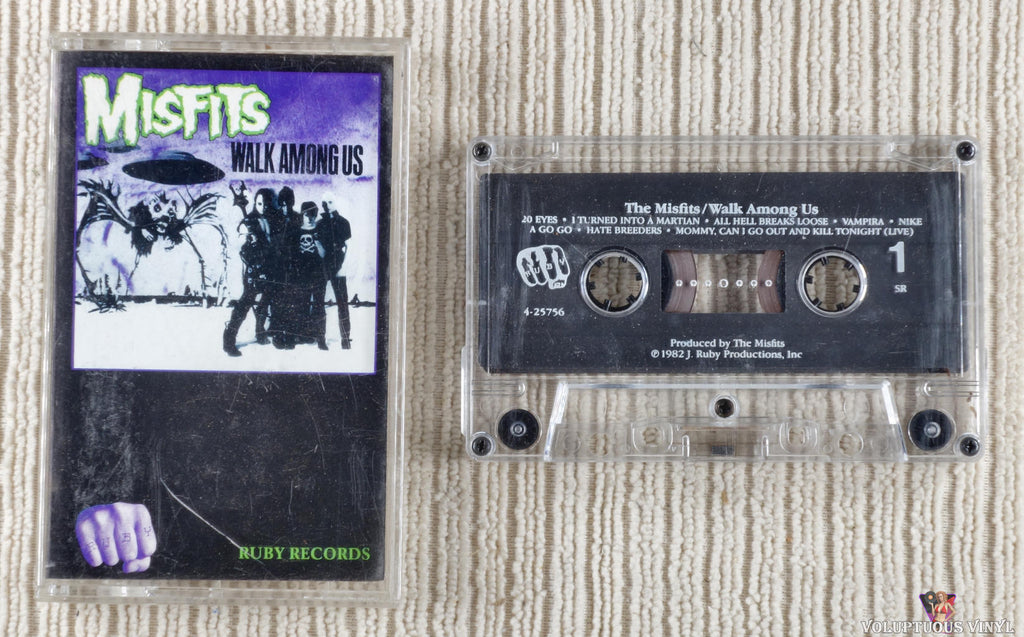 MISFITS
WALK AMONG US
RUBY
RUBY RECORDS
The Misfits/Walk Among Us
20 EYES • I TURNED INTO A MARTIAN • ALL HELL BREAKS LOOSE • VAMPIRA • NIKE
A GO GO • HATE BREEDERS • MOMMY, CAN I GO OUT AND KILL TONIGHT (LIVE)
RUBY
1
SR
4-25756
Produced by The Misfits
℗ 1982 J. Ruby Productions, Inc
VOLUPTUOUS VINYL